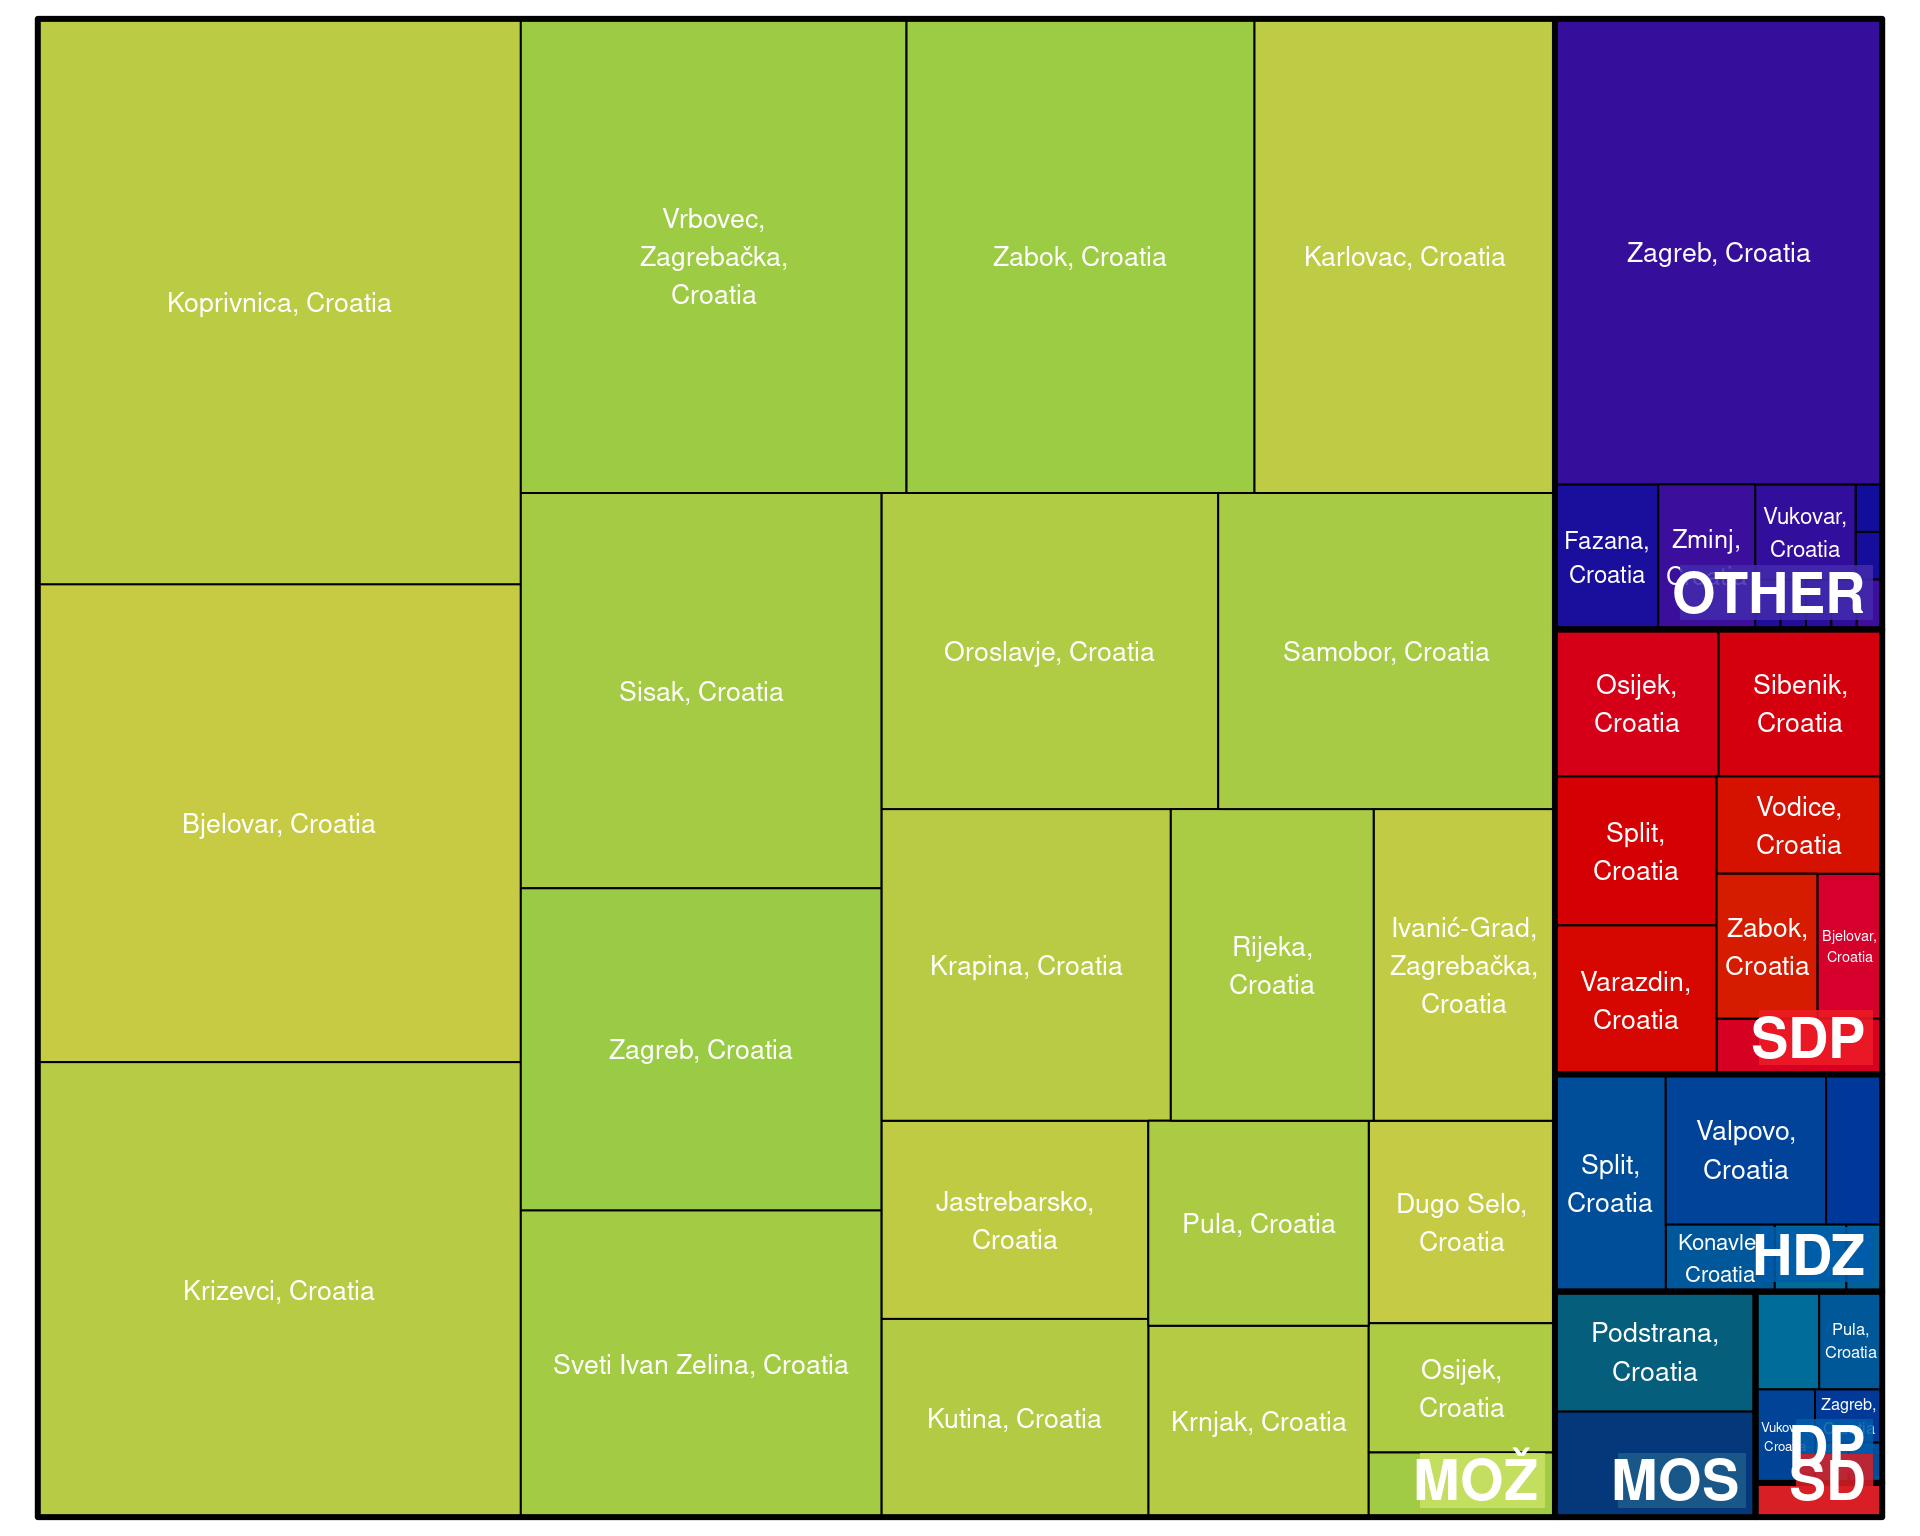 Koprivnica, Croatia
Bjelovar, Croatia
Krizevci, Croatia
Vrbovec,
Zagrebačka,
Croatia
Zabok, Croatia
Karlovac, Croatia
Sisak, Croatia
Zagreb, Croatia
Sveti Ivan Zelina, Croatia
Oroslavje, Croatia
Samobor, Croatia
Krapina, Croatia
Rijeka,
Croatia
Ivanić-Grad,
Zagrebačka,
Croatia
Jastrebarsko,
Croatia
Kutina, Croatia
Pula, Croatia
Krnjak, Croatia
Dugo Selo,
Croatia
Osijek,
Croatia
MOŽ
Zagreb, Croatia
Fazana,
Croatia
Zminj,
Croatia
Vukovar,
Croatia
OTHER
Osijek,
Croatia
Sibenik,
Croatia
Split,
Croatia
Vodice,
Croatia
Varazdin,
Croatia
Zabok,
Croatia
Bjelovar,
Croatia
SDP
Split,
Croatia
Valpovo,
Croatia
Konavle
Croatia
HDZ
Podstrana,
Croatia
MOS
Pula,
Croatia
Zagreb,
Croatia
DP
SD